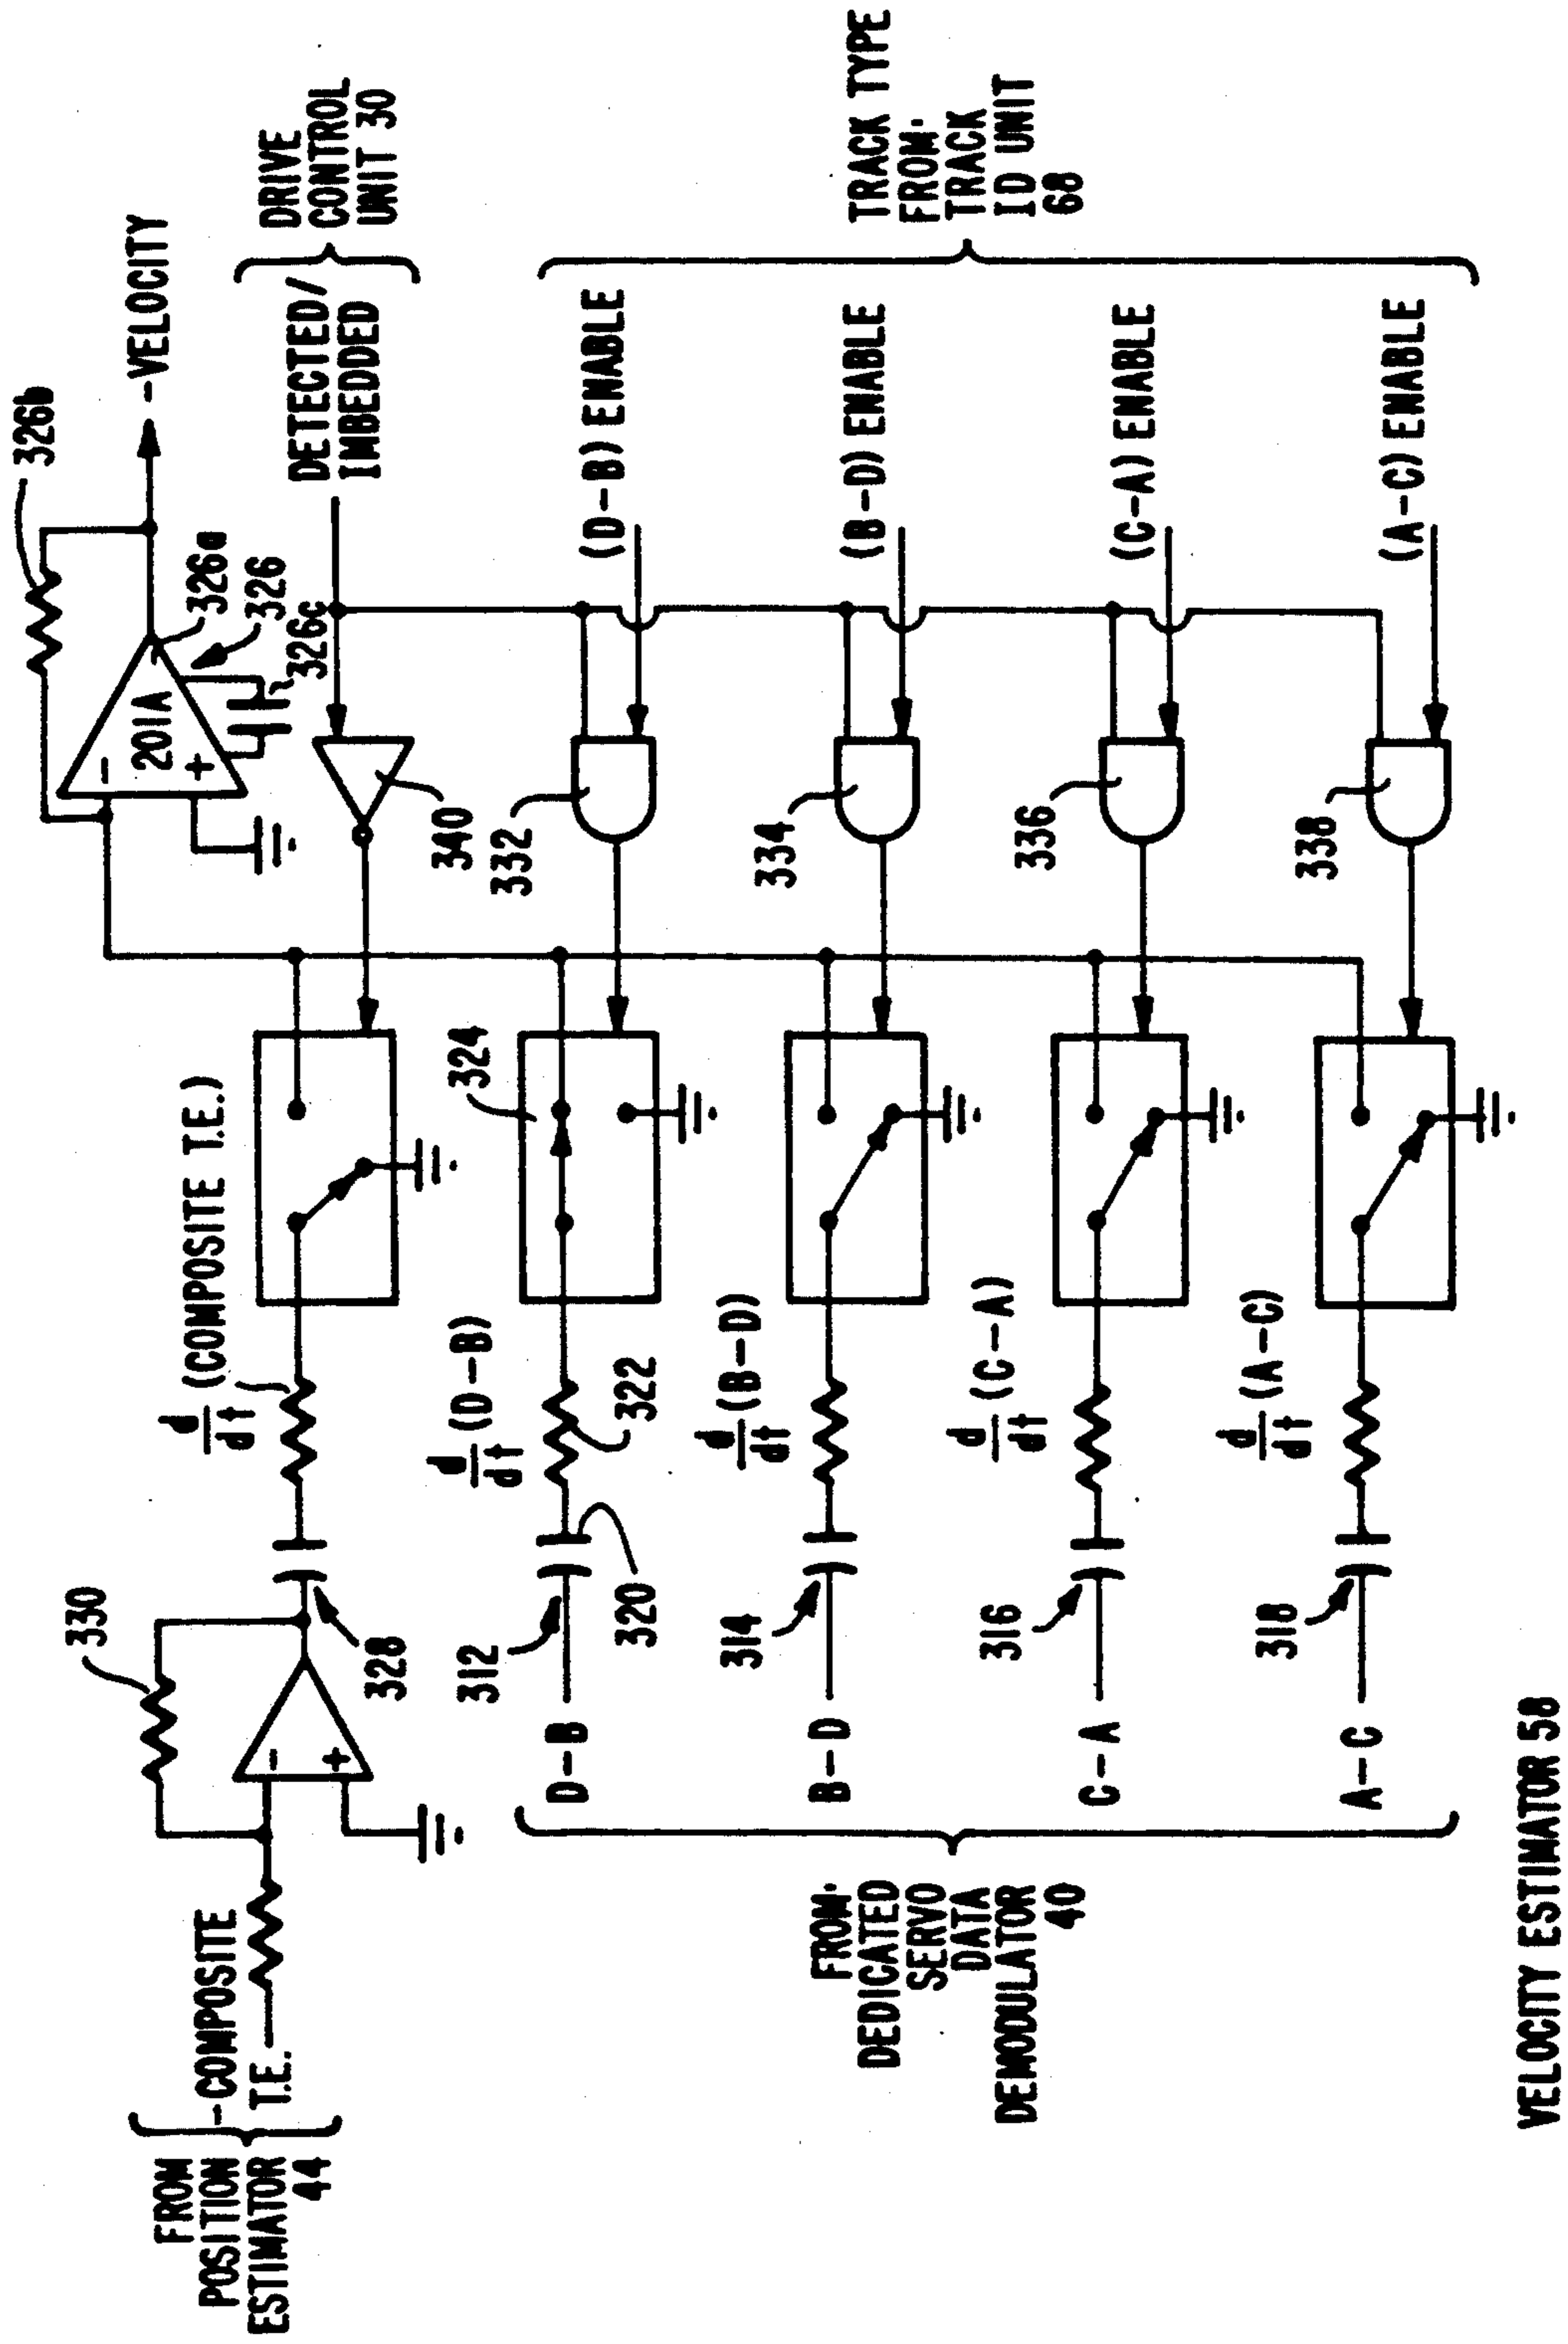 FROM
POSITION
ESTIMATOR
44
-COMPOSITE
T.E.
330
328
d/dt (COMPOSITE T.E.)
326b
-VELOCITY
201A
-
+
-
+
326a
326
326c
DETECTED/
IMBEDDED
DRIVE
CONTROL
UNIT 30
340
FROM·
DEDICATED
SERVO
DATA
DEMODULATOR
40
D-B
312
320
d/dt (D-B)
322
324
332
(D-B) ENABLE
B-D
314
d/dt (B-D)
334
(B-D) ENABLE
C-A
316
d/dt (C-A)
336
(C-A) ENABLE
A-C
318
d/dt (A-C)
338
(A-C) ENABLE
TRACK TYPE
FROM·
TRACK
ID UNIT
68
VELOCITY ESTIMATOR 58